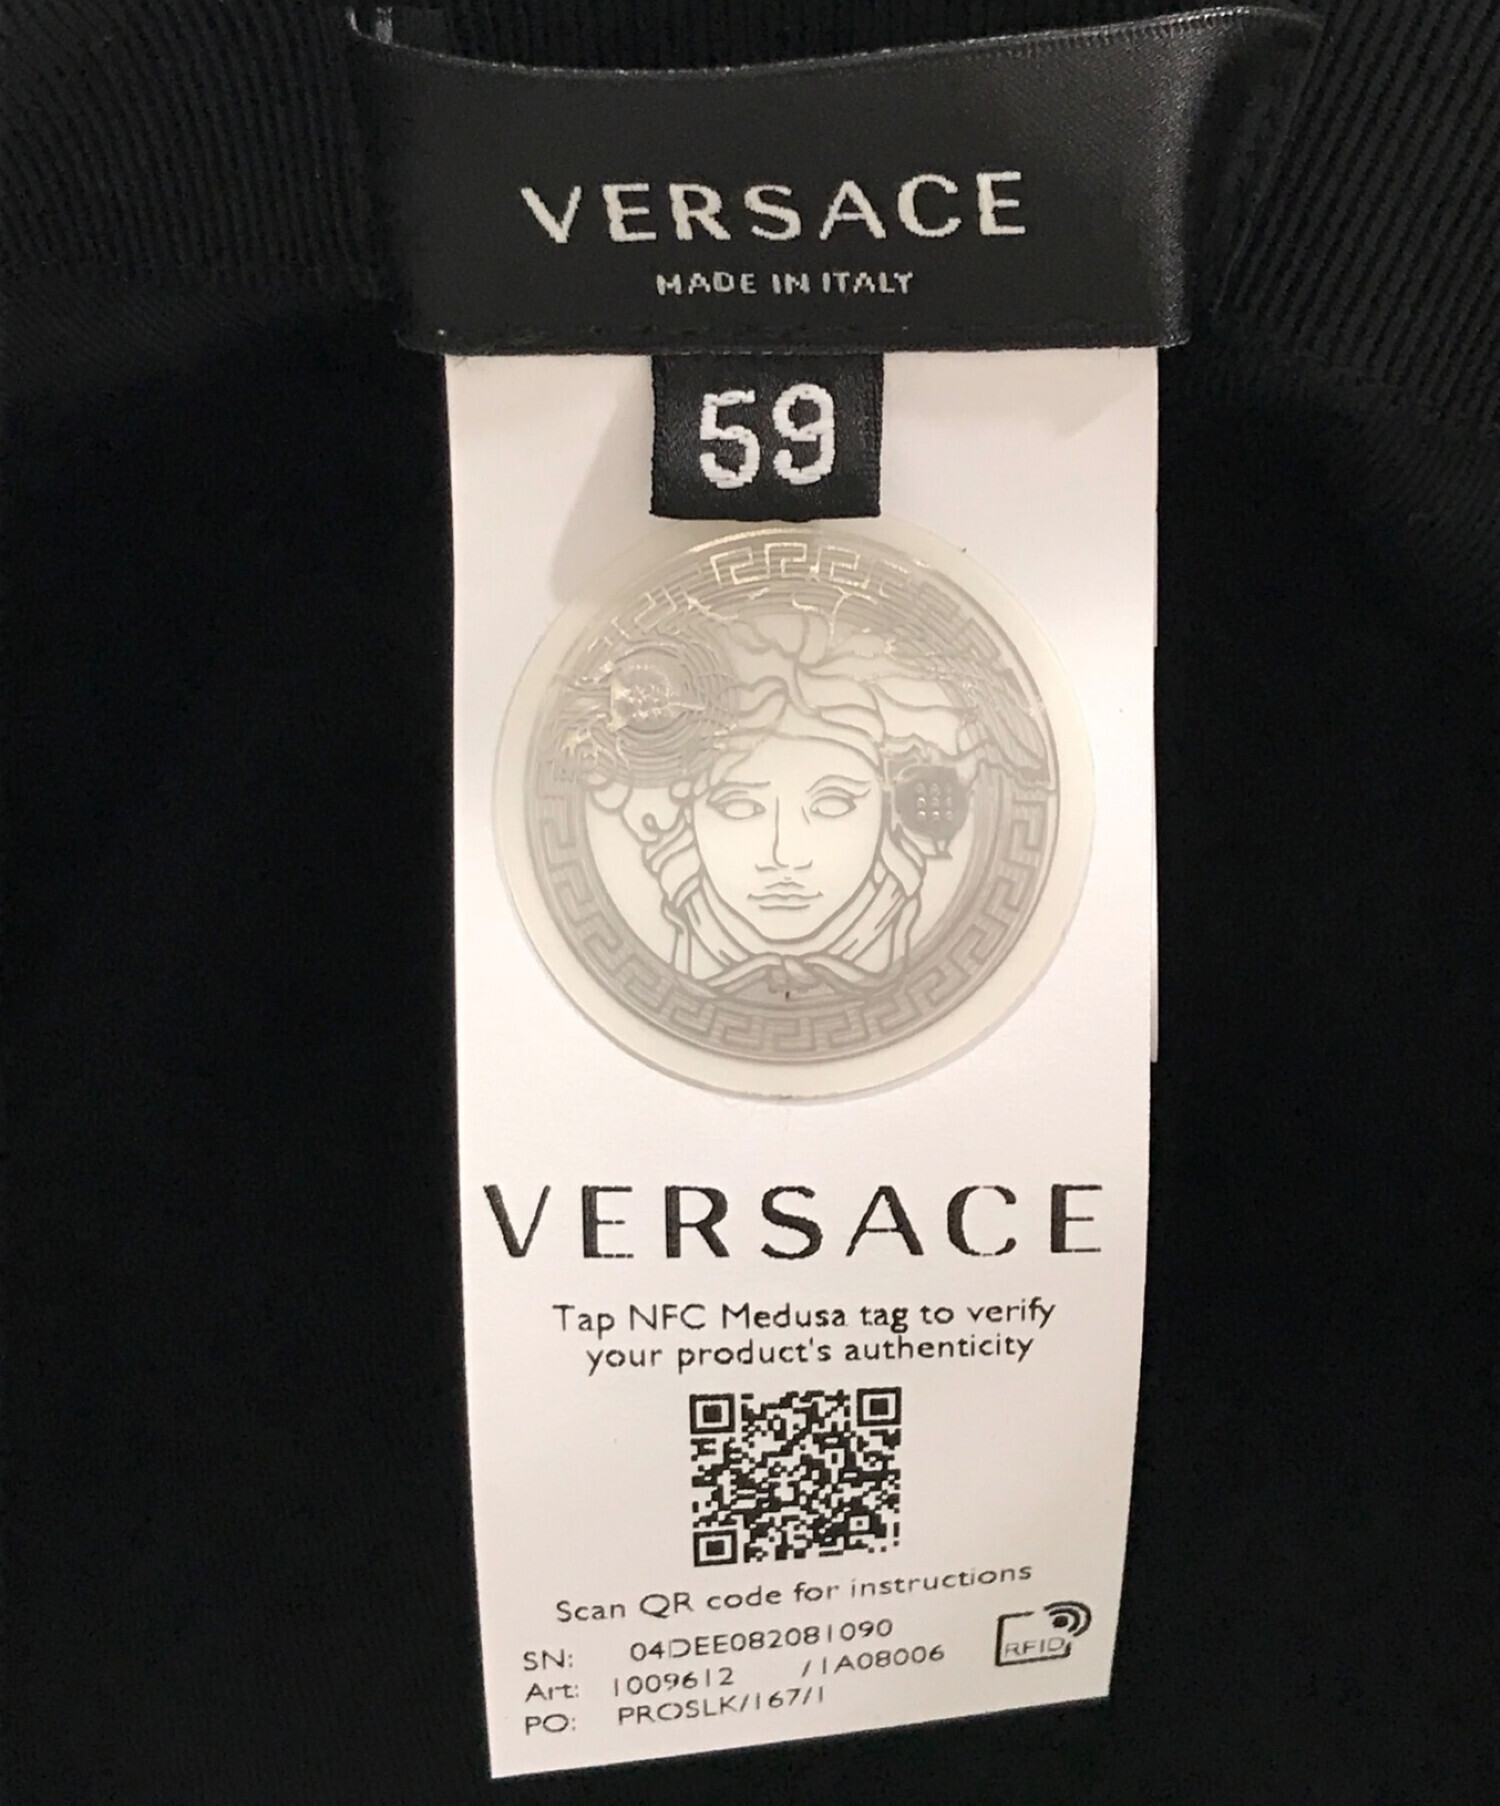 VERSACE
MADE IN ITALY
59
VERSACE
Tap NFC Medusa tag to verify
your product's authenticity
Scan QR code for instructions
SN: 04DEE082081090
Art: 1009612 /1A08006
PO: PROSLK/167/1
RFID